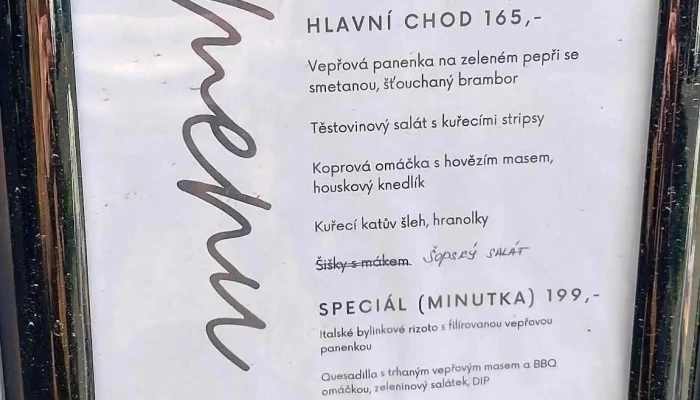 menu
HLAVNÍ CHOD 165,-
Vepřová panenka na zeleném pepři se
smetanou, šťouchaný brambor
Těstovinový salát s kuřecími stripsy
Koprová omáčka s hovězím masem,
houskový knedlík
Kuřecí katův šleh, hranolky
Šišky s mákem ŠOPSKÝ SALÁT
SPECIÁL (MINUTKA) 199,-
Italské bylinkové rizoto s filírovanou vepřovou
panenkou
Quesadilla s trhaným vepřovým masem a BBQ
omáčkou, zeleninový salátek, DIP